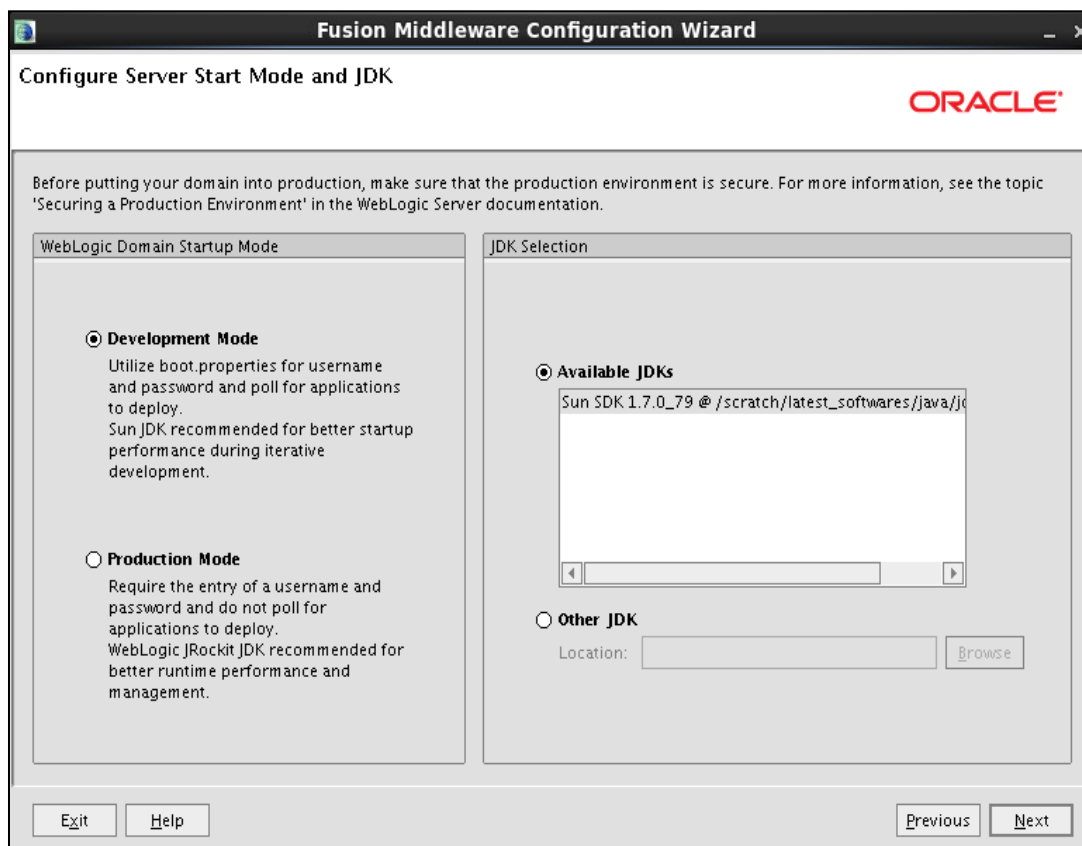 Fusion Middleware Configuration Wizard
Configure Server Start Mode and JDK
ORACLE
Before putting your domain into production, make sure that the production environment is secure. For more information, see the topic
'Securing a Production Environment' in the WebLogic Server documentation.
WebLogic Domain Startup Mode
Development Mode
Utilize boot.properties for username
and password and poll for applications
to deploy.
Sun JDK recommended for better startup
performance during iterative
development.
Production Mode
Require the entry of a username and
password and do not poll for
applications to deploy.
WebLogic JRockit JDK recommended for
better runtime performance and
management.
JDK Selection
Available JDKs
Sun SDK 1.7.0_79 @ /scratch/latest_softwares/java/jd
Other JDK
Location:
Browse
Exit
Help
Previous
Next